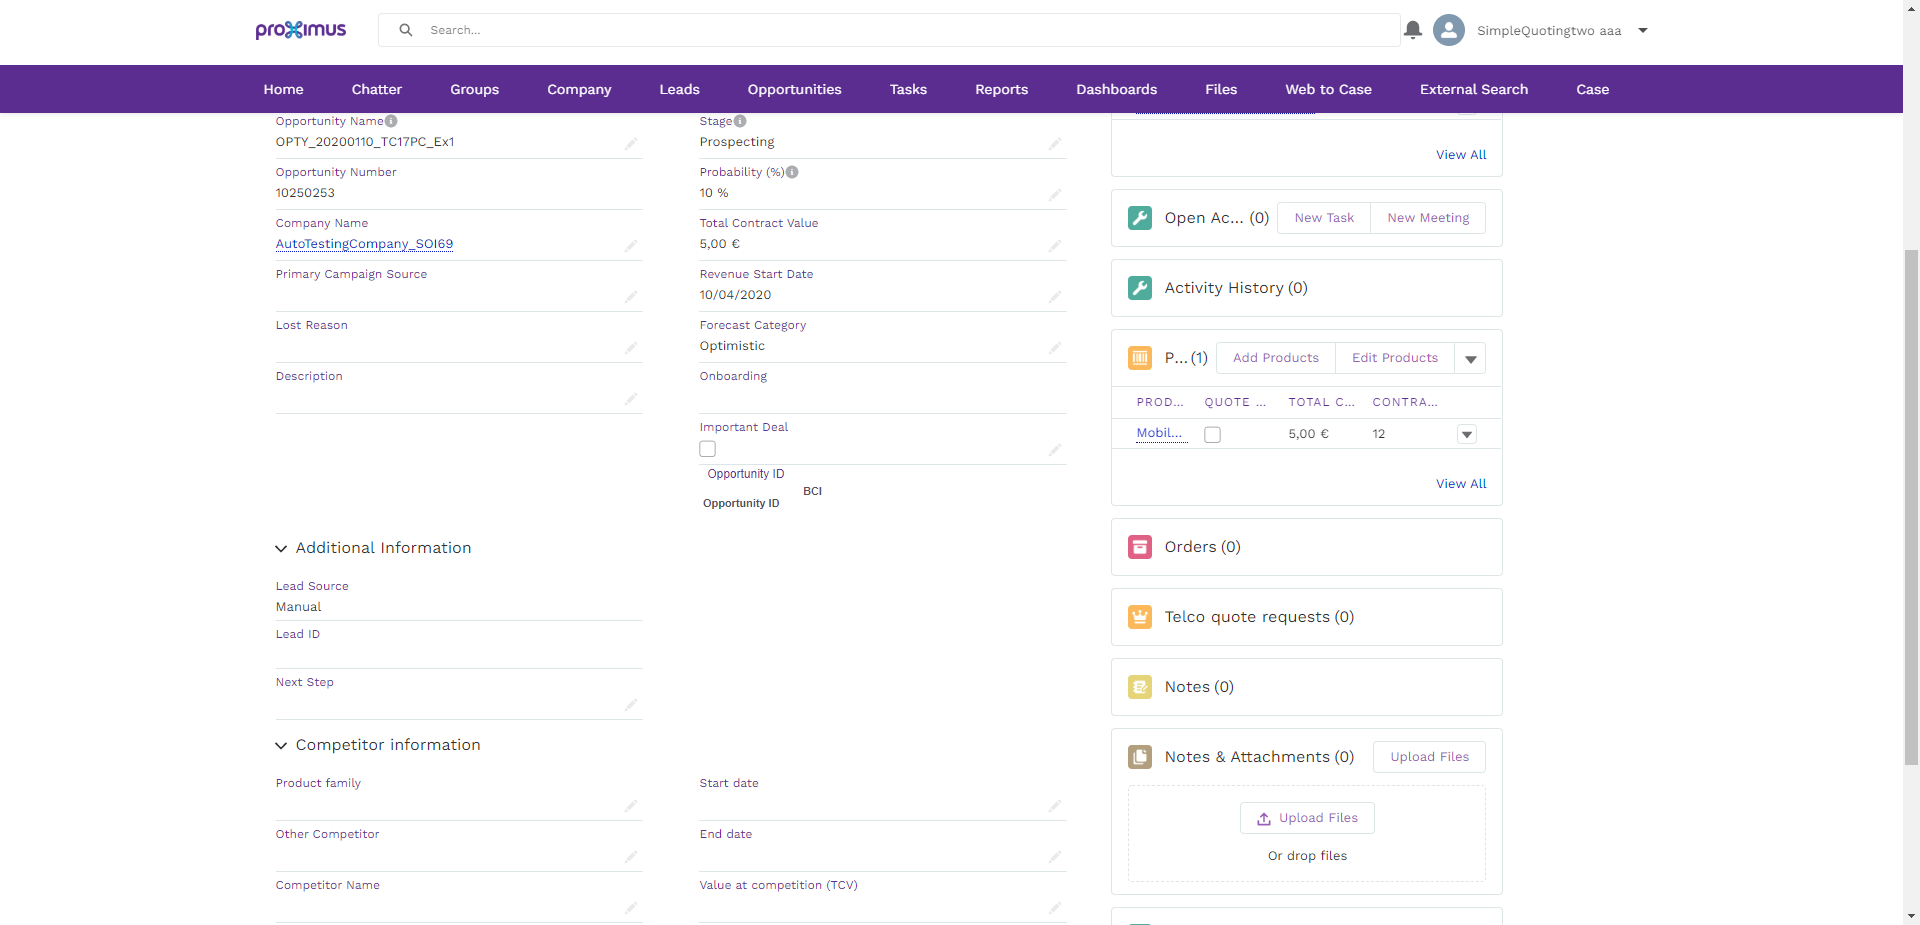 proximus
Search...
SimpleQuotingtwo aaa
Home
Chatter
Groups
Company
Leads
Opportunities
Tasks
Reports
Dashboards
Files
Web to Case
External Search
Case
Opportunity Name
OPTY_20200110_TC17PC_Ex1
Opportunity Number
10250253
Company Name
AutoTestingCompany_SOI69
Primary Campaign Source
Lost Reason
Description
Stage
Prospecting
Probability (%)
10 %
Total Contract Value
5,00 €
Revenue Start Date
10/04/2020
Forecast Category
Optimistic
Onboarding
Important Deal
Opportunity ID
BCI
Opportunity ID
Additional Information
Lead Source
Manual
Lead ID
Next Step
Competitor information
Product family
Other Competitor
Competitor Name
Start date
End date
Value at competition (TCV)
View All
Open Ac... (0)
New Task
New Meeting
Activity History (0)
P... (1)
Add Products
Edit Products
PROD... QUOTE ... TOTAL C... CONTRA...
Mobil... 5,00 € 12
View All
Orders (0)
Telco quote requests (0)
Notes (0)
Notes & Attachments (0)
Upload Files
Upload Files
Or drop files